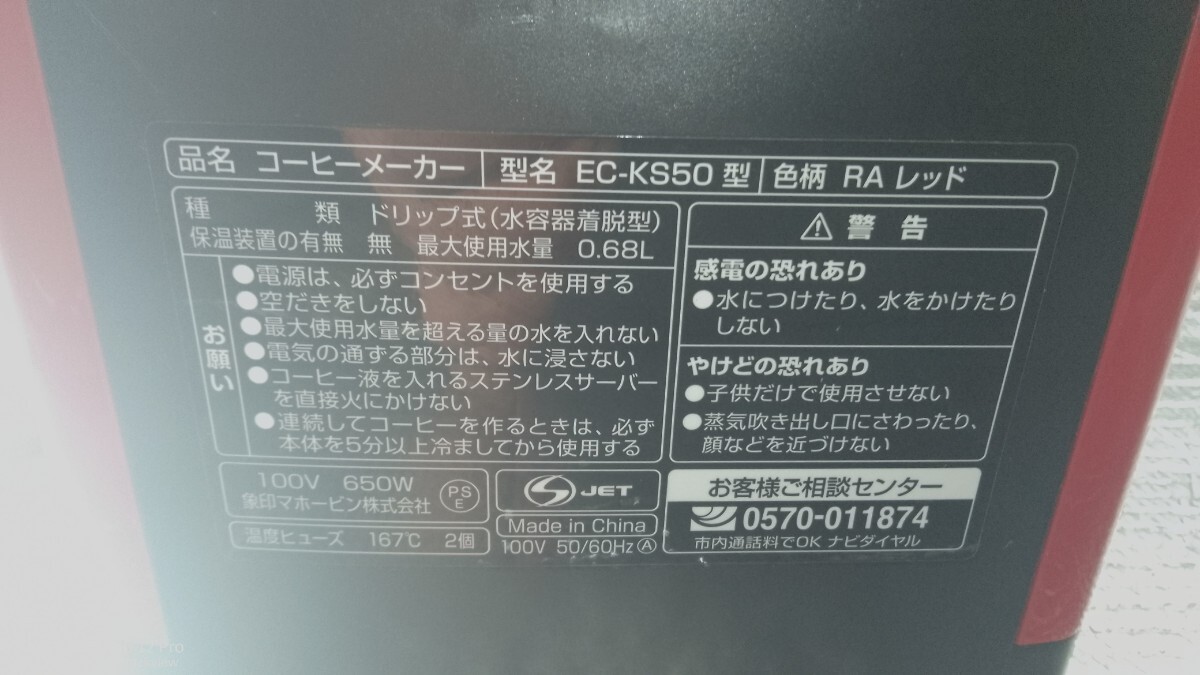 品名 コーヒーメーカー 型名 EC-KS50 型 色柄 RA レッド
種 類 ドリップ式(水容器着脱型)
保温装置の有無 無 最大使用水量 0.68L
お願い
●電源は、必ずコンセントを使用する
●空だきをしない
●最大使用水量を超える量の水を入れない
●電気の通ずる部分は、水に浸さない
●コーヒー液を入れるステンレスサーバー
を直接火にかけない
●連続してコーヒーを作るときは、必ず
本体を5分以上冷ましてから使用する
⚠ 警 告
感電の恐れあり
●水につけたり、水をかけたり
しない
やけどの恐れあり
●子供だけで使用させない
●蒸気吹き出し口にさわったり、
顔などを近づけない
100V 650W
象印マホービン株式会社
PS
E
温度ヒューズ 167℃ 2個
JET
Made in China
100V 50/60Hz Ⓐ
お客様ご相談センター
0570-011874
市内通話料でOK ナビダイヤル
Pro